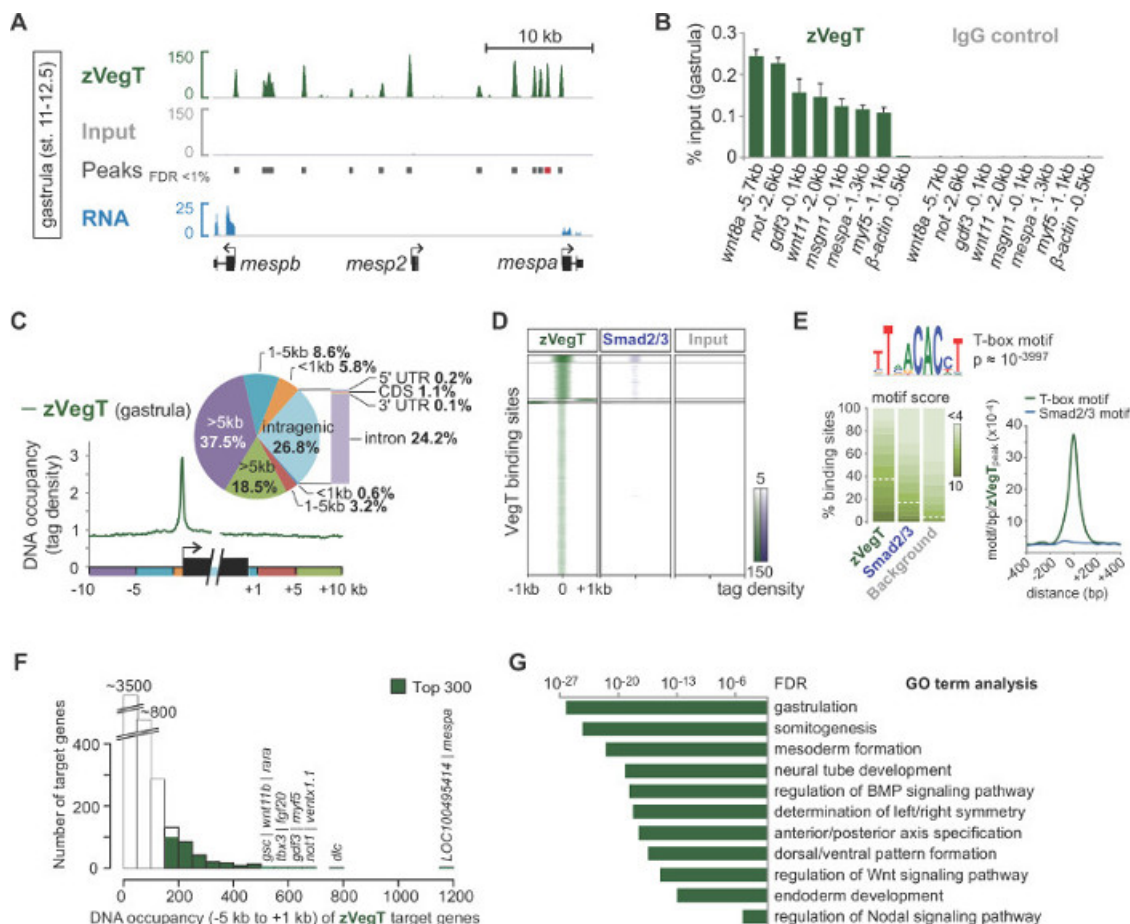 A
gastrula (st. 11-12.5)
10 kb
zVegT
150
0
Input
150
0
Peaks FDR <1%
RNA
25
0
mespb
mesp2
mespa
B
zVegT
IgG control
% input (gastrula)
0.3
0.2
0.1
0
wnt8a -5.7kb
not -2.6kb
gdf3 -0.1kb
wnt11 -2.0kb
msgn1 -0.1kb
mespa -1.3kb
myf5 -1.1kb
β-actin -0.5kb
wnt8a -5.7kb
not -2.6kb
gdf3 -0.1kb
wnt11 -2.0kb
msgn1 -0.1kb
mespa -1.3kb
myf5 -1.1kb
β-actin -0.5kb
C
zVegT (gastrula)
1-5kb 8.6%
<1kb 5.8%
5' UTR 0.2%
CDS 1.1%
3' UTR 0.1%
intron 24.2%
Intragenic
26.8%
>5kb
37.5%
>5kb
18.5%
<1kb 0.6%
1-5kb 3.2%
DNA occupancy
(tag density)
3
2
1
0
-10
-5
+1
+5
+10 kb
D
zVegT
Smad2/3
Input
VegT binding sites
-1kb 0 +1kb
5
150
tag density
E
T-box motif
p ≈ 10-3997
motif score
% binding sites
100
80
60
40
20
0
<4
10
zVegT
Smad2/3
Background
T-box motif
Smad2/3 motif
motif/bp/zVegTpeak (x10-4)
40
30
20
10
0
-400
-200
0
+200
+400
distance (bp)
F
~3500
~800
Top 300
Number of target genes
400
300
200
100
0
gsc | wnt11b | rara
tbx3 | fgf20
gdf3 | myf5
not1 | ventx1.1
dlc
LOC100495414 | mespa
0 200 400 600 800 1000 1200
DNA occupancy (-5 kb to +1 kb) of zVegT target genes
G
10-27 10-20 10-13 10-6 FDR
GO term analysis
gastrulation
somitogenesis
mesoderm formation
neural tube development
regulation of BMP signaling pathway
determination of left/right symmetry
anterior/posterior axis specification
dorsal/ventral pattern formation
regulation of Wnt signaling pathway
endoderm development
regulation of Nodal signaling pathway